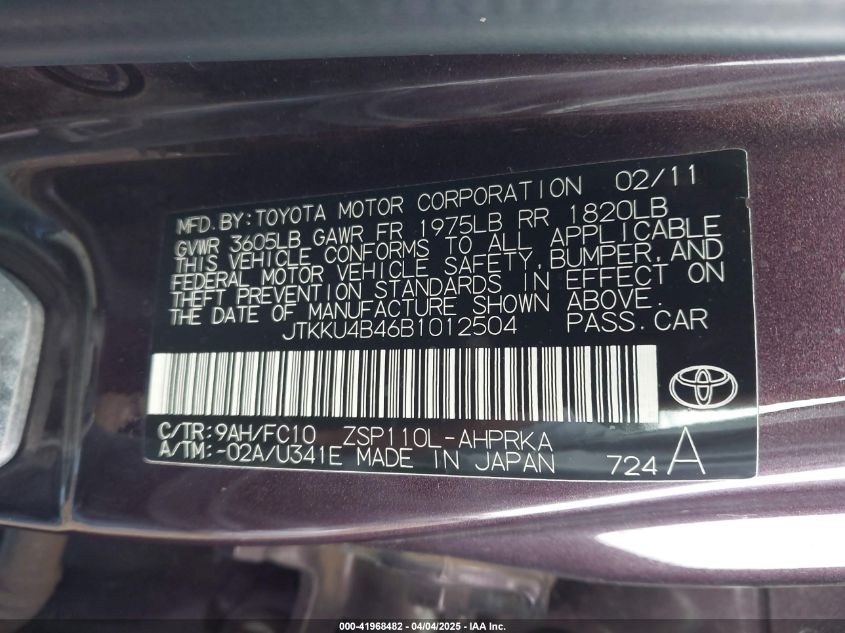 MFD. BY: TOYOTA MOTOR CORPORATION 02/11
GVWR 3605LB GAWR FR 1975LB RR 1820LB
THIS VEHICLE CONFORMS TO ALL APPLICABLE
FEDERAL MOTOR VEHICLE SAFETY, BUMPER, AND
THEFT PREVENTION STANDARDS IN EFFECT ON
THE DATE OF MANUFACTURE SHOWN ABOVE.
JTKKU4B46B1012504 PASS. CAR
C/TR: 9AH/FC10 ZSP110L-AHPRKA
A/TM: -02A/U341E MADE IN JAPAN 724 A
000-41968482 - 04/04/2025 - IAA Inc.